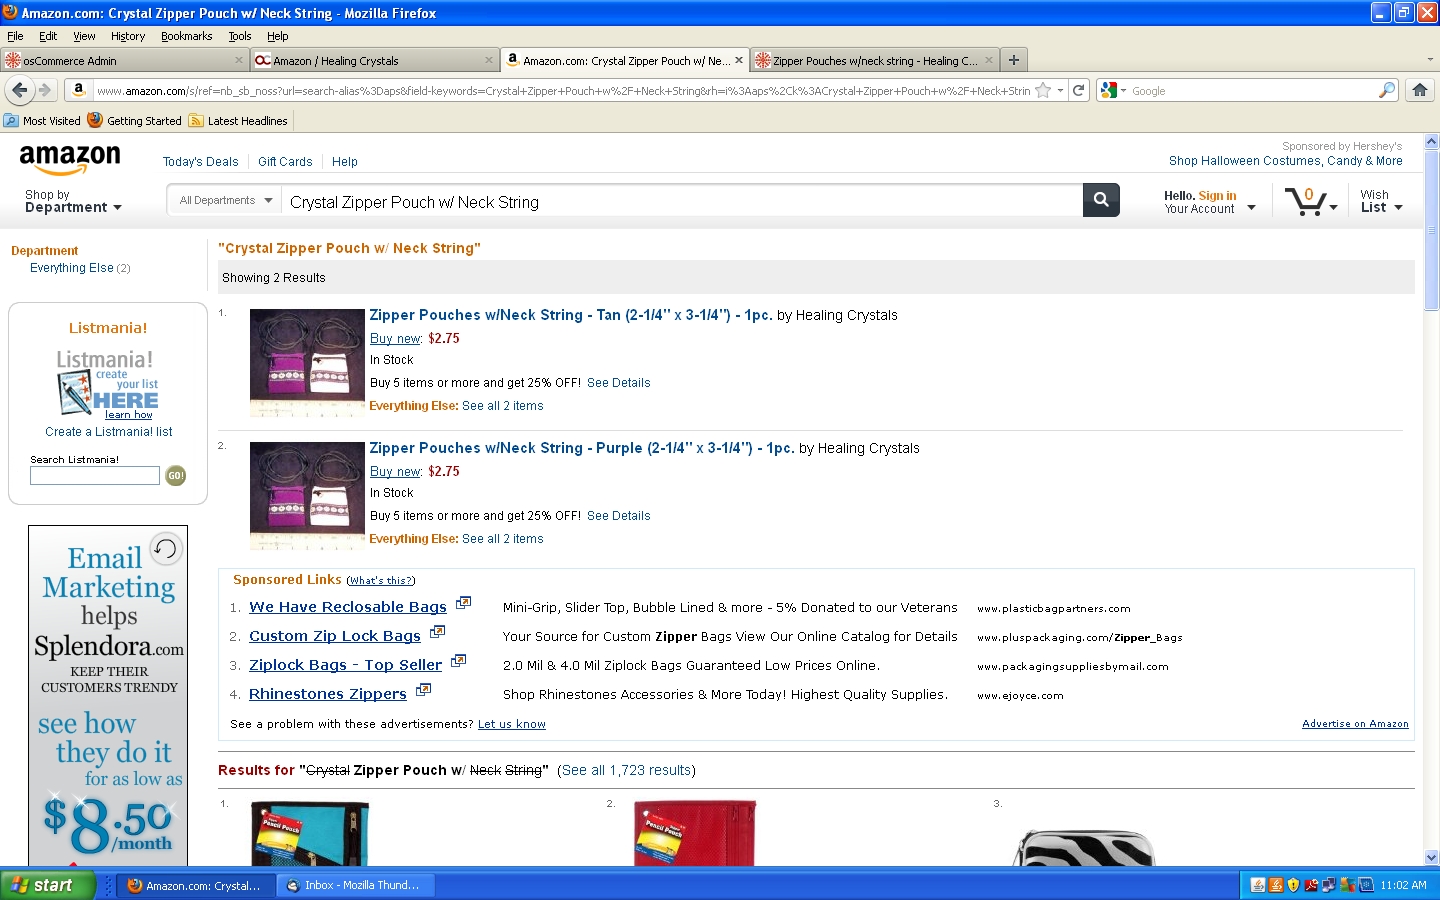 Amazon.com: Crystal Zipper Pouch w/ Neck String - Mozilla Firefox
File Edit View History Bookmarks Tools Help
osCommerce Admin
Amazon / Healing Crystals
Amazon.com: Crystal Zipper Pouch w/ Ne...
Zipper Pouches w/neck string - Healing C...
www.amazon.com/s/ref=nb_sb_noss?url=search-alias%3Daps&field-keywords=Crystal+Zipper+Pouch+w%2F+Neck+String&rh=i%3Aaps%2Ck%3ACrystal+Zipper+Pouch+w%2F+Neck+Strin
Google
Most Visited Getting Started Latest Headlines
amazon
Today's Deals Gift Cards Help
Sponsored by Hershey's
Shop Halloween Costumes, Candy & More
Shop by
Department
All Departments
Crystal Zipper Pouch w/ Neck String
Hello. Sign in
Your Account
0
Wish
List
Department
Everything Else (2)
Listmania!
Listmania!
create
your list
HERE
learn how
Create a Listmania! list
Search Listmania!
GO!
Email
Marketing
helps
Splendora.com
KEEP THEIR
CUSTOMERS TRENDY
see how
they do it
for as low as
$8.50
/month
"Crystal Zipper Pouch w/ Neck String"
Showing 2 Results
1.
Zipper Pouches w/Neck String - Tan (2-1/4" x 3-1/4") - 1pc. by Healing Crystals
Buy new: $2.75
In Stock
Buy 5 items or more and get 25% OFF! See Details
Everything Else: See all 2 items
2.
Zipper Pouches w/Neck String - Purple (2-1/4" x 3-1/4") - 1pc. by Healing Crystals
Buy new: $2.75
In Stock
Buy 5 items or more and get 25% OFF! See Details
Everything Else: See all 2 items
Sponsored Links (What's this?)
1. We Have Reclosable Bags Mini-Grip, Slider Top, Bubble Lined & more - 5% Donated to our Veterans www.plasticbagpartners.com
2. Custom Zip Lock Bags Your Source for Custom Zipper Bags View Our Online Catalog for Details www.pluspackaging.com/Zipper_Bags
3. Ziplock Bags - Top Seller 2.0 Mil & 4.0 Mil Ziplock Bags Guaranteed Low Prices Online. www.packagingsuppliesbymail.com
4. Rhinestones Zippers Shop Rhinestones Accessories & More Today! Highest Quality Supplies. www.ejoyce.com
See a problem with these advertisements? Let us know
Advertise on Amazon
Results for "Crystal Zipper Pouch w/ Neck String" (See all 1,723 results)
1.
Pencil Pouch
2.
Pencil Pouch
3.
start
Amazon.com: Crystal...
Inbox - Mozilla Thund...
11:02 AM